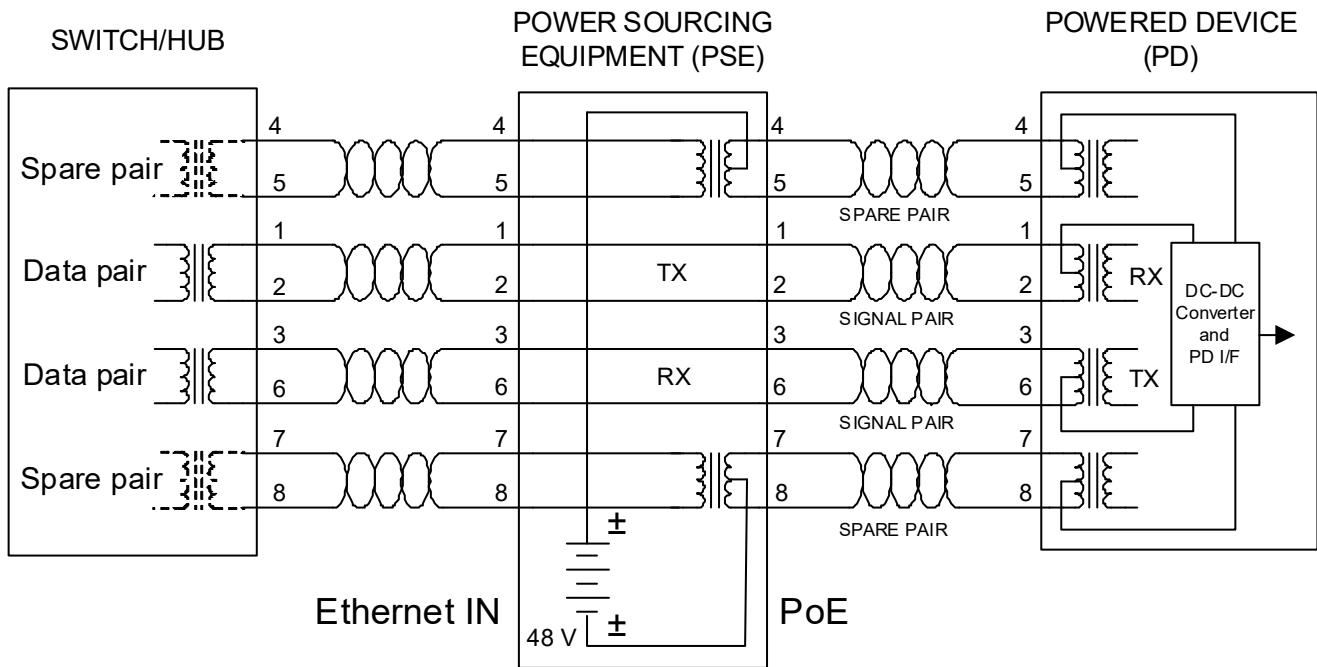 SWITCH/HUB
POWER SOURCING
EQUIPMENT (PSE)
POWERED DEVICE
(PD)
4 4 4 4
Spare pair
5 5 5 5
SPARE PAIR
1 1 1 1
Data pair
TX
RX
2 2 2 2
SIGNAL PAIR
DC-DC
Converter
and
PD I/F
3 3 3 3
Data pair
RX
TX
6 6 6 6
SIGNAL PAIR
7 7 7 7
Spare pair
8 8 8 8
SPARE PAIR
±
Ethernet IN
±
PoE
48 V